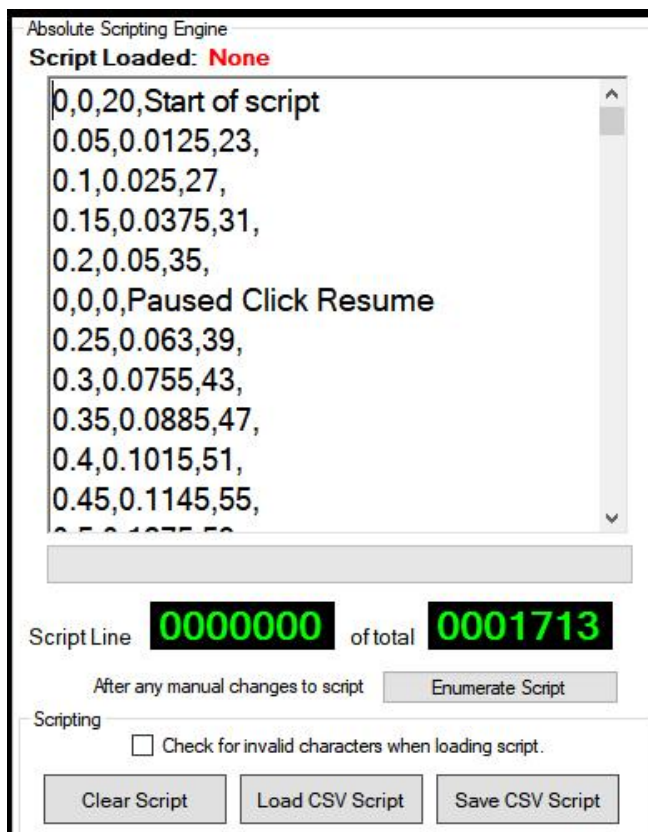 Absolute Scripting Engine
Script Loaded: None
0,0,20,Start of script
0.05,0.0125,23,
0.1,0.025,27,
0.15,0.0375,31,
0.2,0.05,35,
0,0,0,Paused Click Resume
0.25,0.063,39,
0.3,0.0755,43,
0.35,0.0885,47,
0.4,0.1015,51,
0.45,0.1145,55,
Script Line 0000000 of total 0001713
After any manual changes to script Enumerate Script
Scripting
Check for invalid characters when loading script.
Clear Script Load CSV Script Save CSV Script